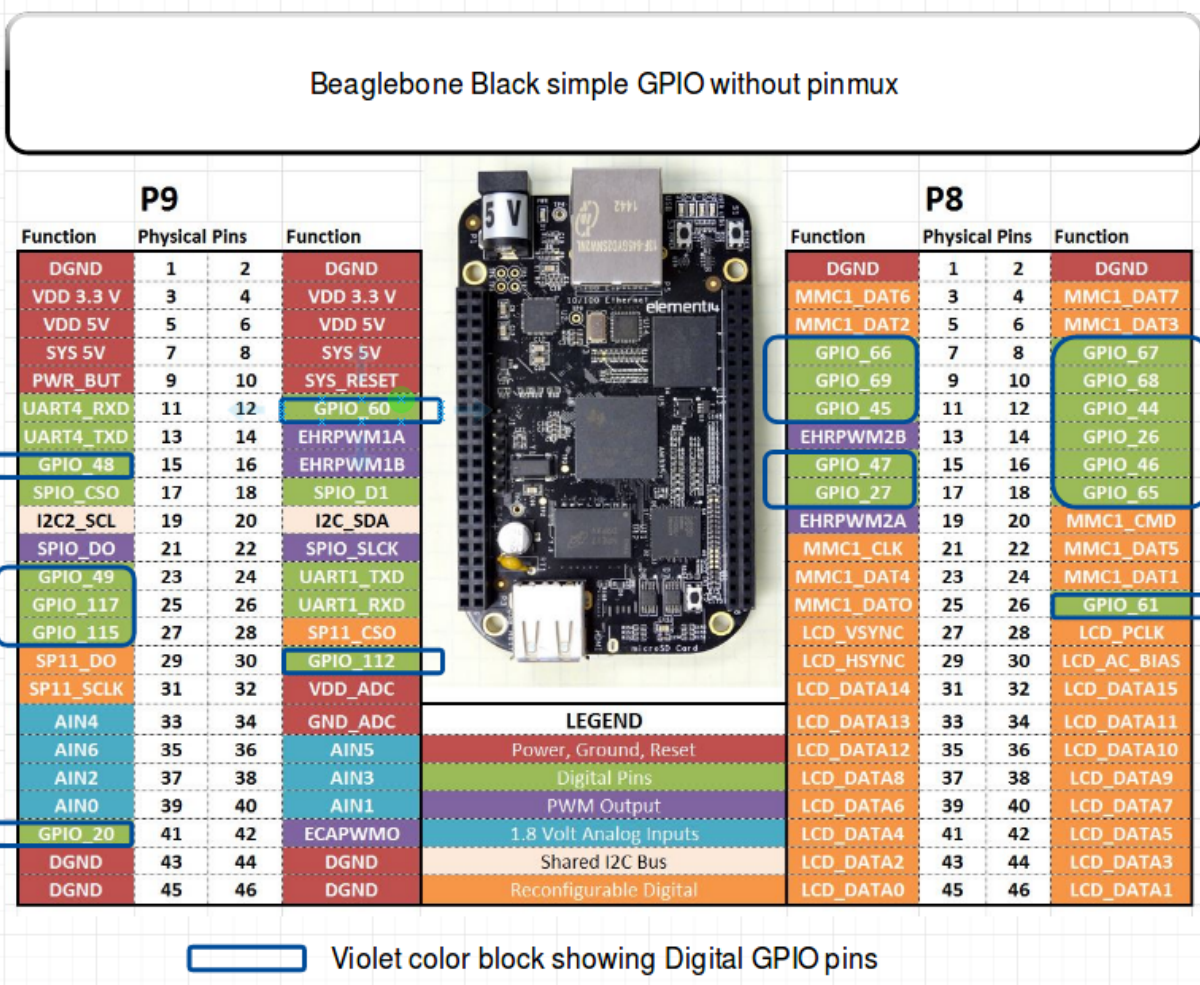 Beaglebone Black simple GPIO without pinmux
P9
P8
Function Physical Pins Function
Function Physical Pins Function
DGND 1 2 DGND
VDD 3.3 V 3 4 VDD 3.3 V
VDD 5V 5 6 VDD 5V
SYS 5V 7 8 SYS 5V
PWR_BUT 9 10 SYS_RESET
UART4_RXD 11 12 GPIO_60
UART4_TXD 13 14 EHRPWM1A
GPIO_48 15 16 EHRPWM1B
SPIO_CSO 17 18 SPIO_D1
I2C2_SCL 19 20 I2C_SDA
SPIO_DO 21 22 SPIO_SLCK
GPIO_49 23 24 UART1_TXD
GPIO_117 25 26 UART1_RXD
GPIO_115 27 28 SP11_CSO
SP11_DO 29 30 GPIO_112
SP11_SCLK 31 32 VDD_ADC
AIN4 33 34 GND_ADC
AIN6 35 36 AIN5
AIN2 37 38 AIN3
AIN0 39 40 AIN1
GPIO_20 41 42 ECAPWMO
DGND 43 44 DGND
DGND 45 46 DGND
5 V
1442
10/100 Ethernet
element14
microSD Card
LEGEND
Power, Ground, Reset
Digital Pins
PWM Output
1.8 Volt Analog Inputs
Shared I2C Bus
Reconfigurable Digital
DGND 1 2 DGND
MMC1_DAT6 3 4 MMC1_DAT7
MMC1_DAT2 5 6 MMC1_DAT3
GPIO_66 7 8 GPIO_67
GPIO_69 9 10 GPIO_68
GPIO_45 11 12 GPIO_44
EHRPWM2B 13 14 GPIO_26
GPIO_47 15 16 GPIO_46
GPIO_27 17 18 GPIO_65
EHRPWM2A 19 20 MMC1_CMD
MMC1_CLK 21 22 MMC1_DAT5
MMC1_DAT4 23 24 MMC1_DAT1
MMC1_DATO 25 26 GPIO_61
LCD_VSYNC 27 28 LCD_PCLK
LCD_HSYNC 29 30 LCD_AC_BIAS
LCD_DATA14 31 32 LCD_DATA15
LCD_DATA13 33 34 LCD_DATA11
LCD_DATA12 35 36 LCD_DATA10
LCD_DATA8 37 38 LCD_DATA9
LCD_DATA6 39 40 LCD_DATA7
LCD_DATA4 41 42 LCD_DATA5
LCD_DATA2 43 44 LCD_DATA3
LCD_DATA0 45 46 LCD_DATA1
Violet color block showing Digital GPIO pins